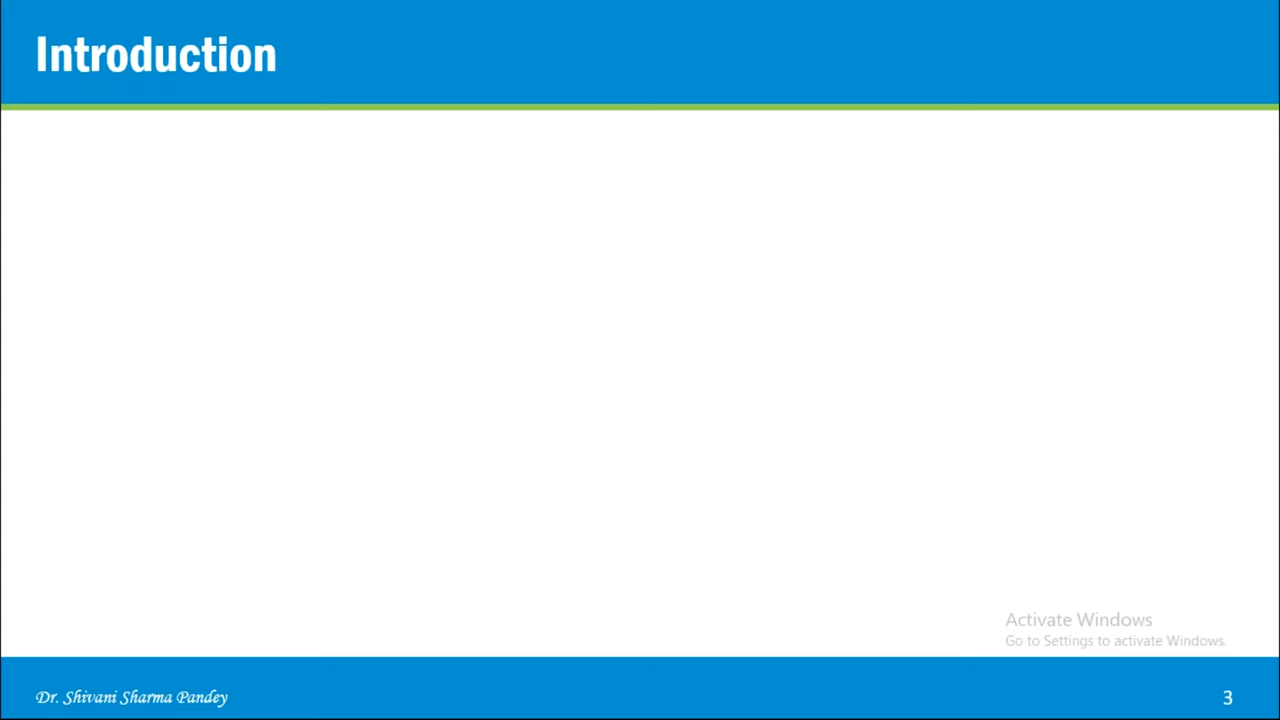 Introduction
Activate Windows
Go to Settings to activate Windows.
Dr. Shivani Sharma Pandey
3